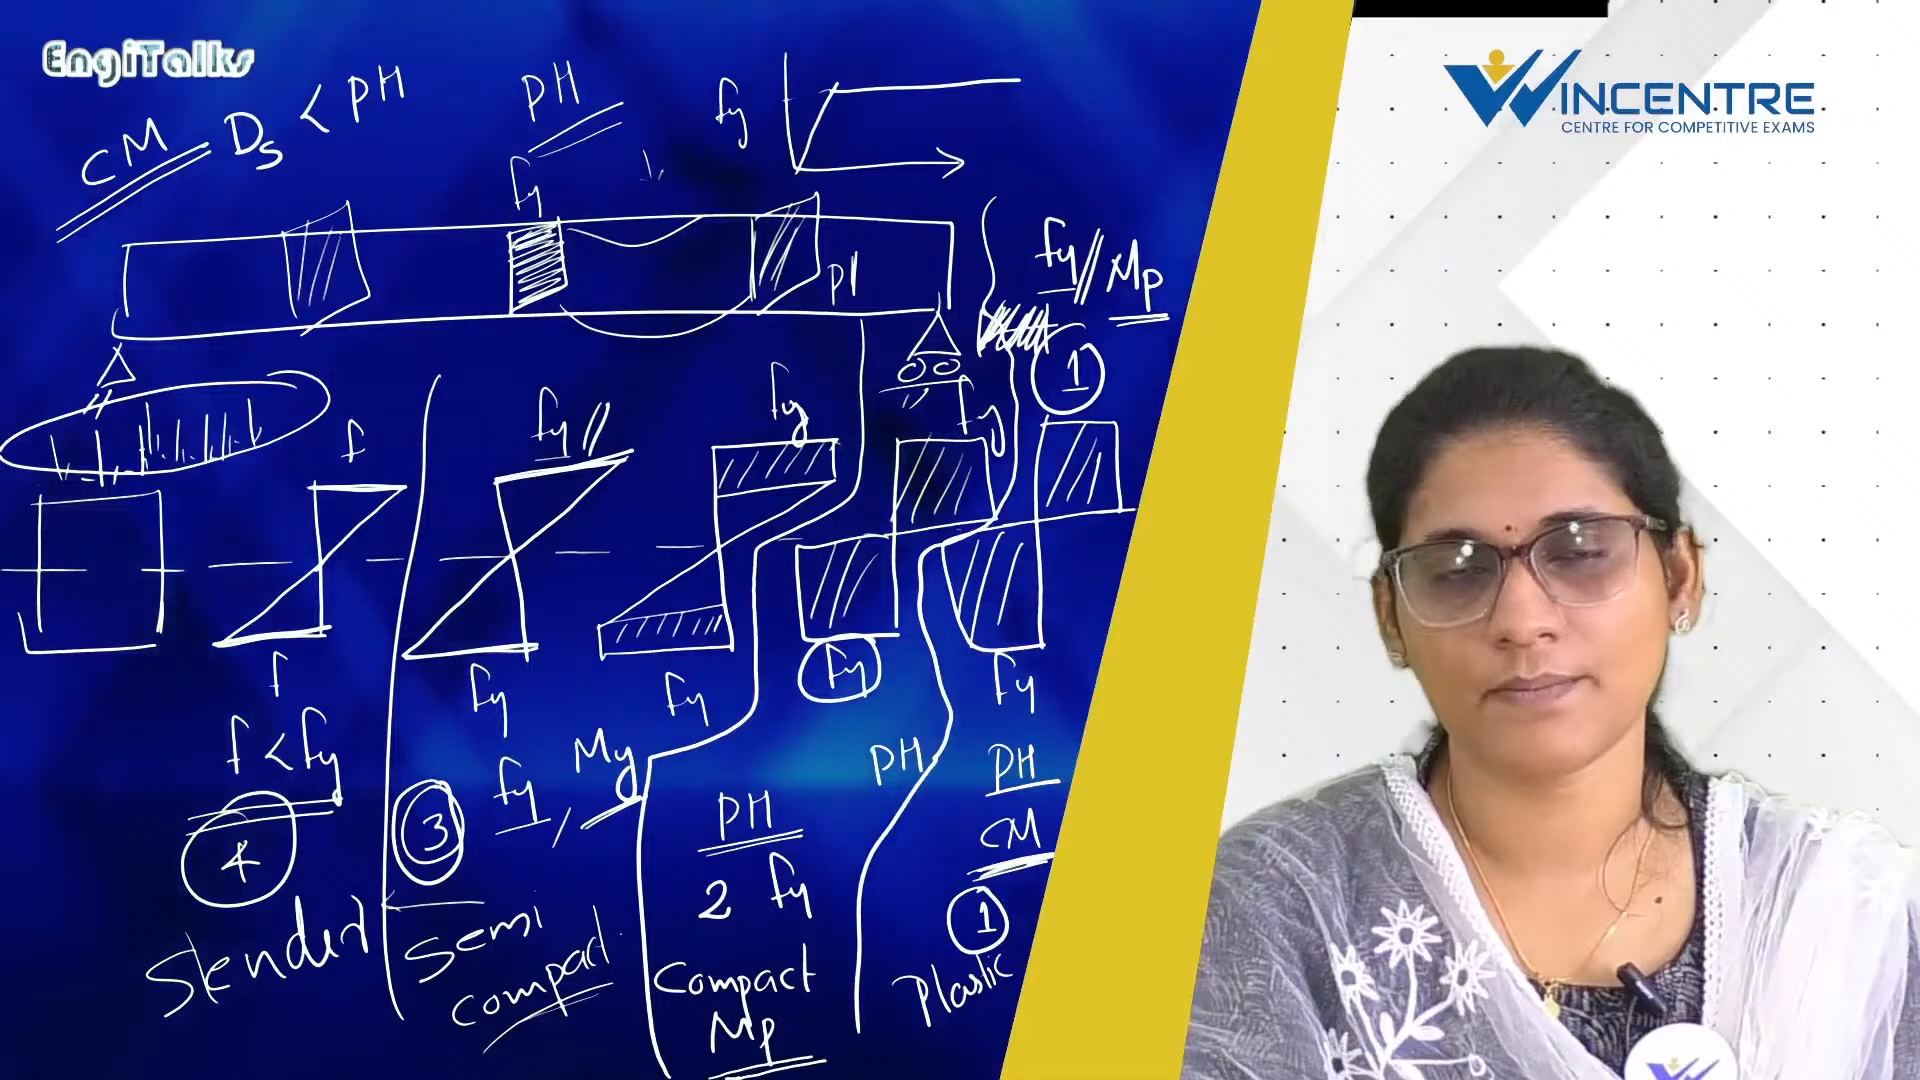 EngiTalks
WINCENTRE
CENTRE FOR COMPETITIVE EXAMS
CM Ds < PH
PH
fy
fy
PH
fy // Mp
1
f
fy //
fy
fy
f
fy
fy
fy
fy
f < fy
4
Slender
3
fy, My
Semi
compact
PH
2 fy
Compact
Mp
PH
PH
CM
1
Plastic